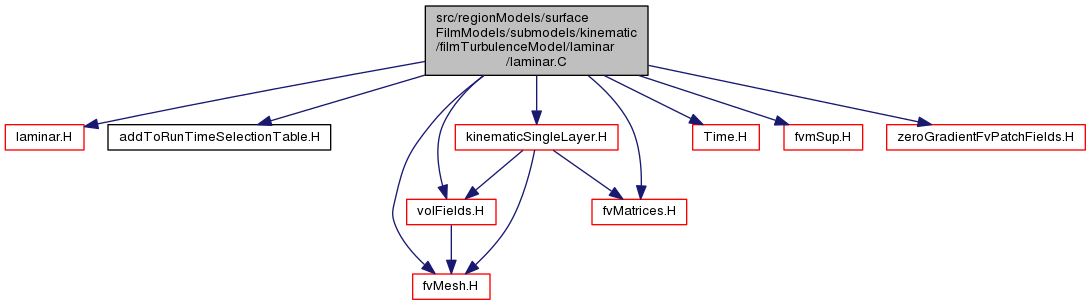 src/regionModels/surface
FilmModels/submodels/kinematic
/filmTurbulenceModel/laminar
/laminar.C
laminar.H
addToRunTimeSelectionTable.H
kinematicSingleLayer.H
Time.H
fvmSup.H
zeroGradientFvPatchFields.H
volFields.H
fvMatrices.H
fvMesh.H